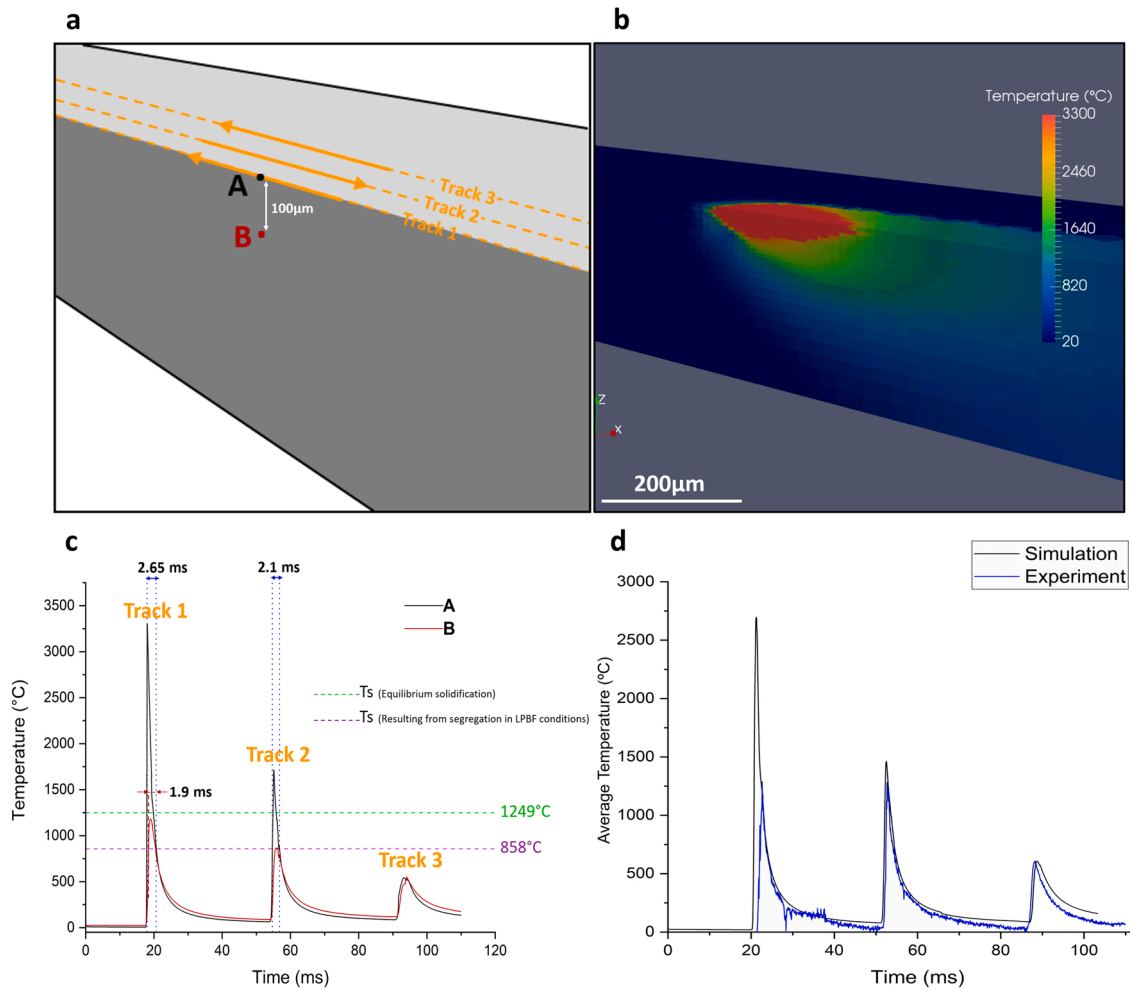 a
b
Temperature (°C)
3300
2460
1640
820
20
Track 3
Track 2
Track 1
A
100μm
B
Z
X
200μm
c
d
2.65 ms
2.1 ms
Track 1
A
B
3500
3000
2500
2000
1500
1000
500
0
Temperature (°C)
Ts (Equilibrium solidification)
Ts (Resulting from segregation in LPBF conditions)
Track 2
1.9 ms
1249°C
858°C
Track 3
0
20
40
60
80
100
120
Time (ms)
Simulation
Experiment
3000
2500
2000
1500
1000
500
0
Average Temperature (°C)
0
20
40
60
80
100
Time (ms)